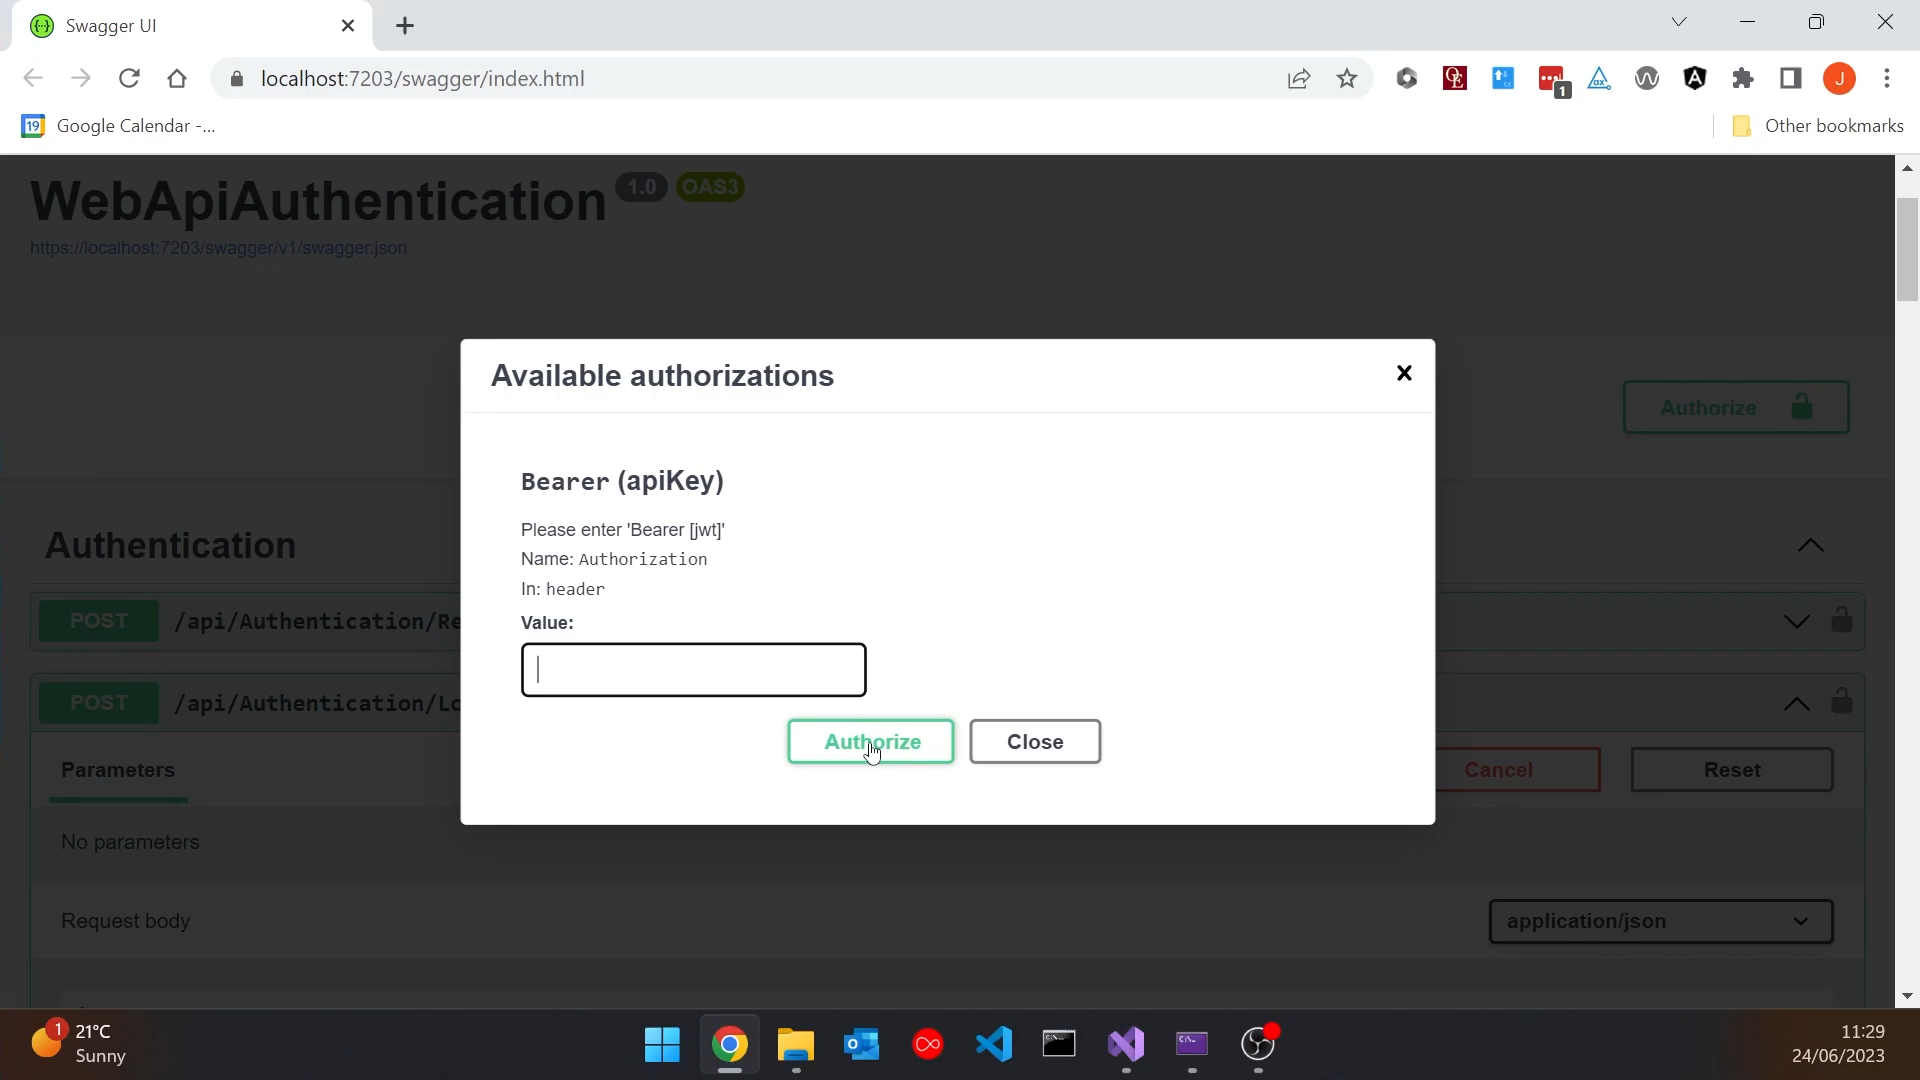 Swagger UI
localhost:7203/swagger/index.html
1
J
19
Google Calendar -...
Other bookmarks
WebApiAuthentication 1.0 OAS3
https://localhost:7203/swagger/v1/swagger.json
Available authorizations
Authorize
Bearer (apiKey)
Please enter 'Bearer [jwt]'
Name: Authorization
In: header
Value:
Authorize Close
Authentication
POST /api/Authentication/Re
POST /api/Authentication/Lo
Parameters
Cancel Reset
No parameters
Request body
application/json
1
21°C
Sunny
11:29
24/06/2023